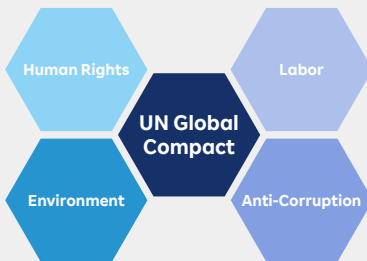 Human Rights
Labor
UN Global
Compact
Environment
Anti-Corruption